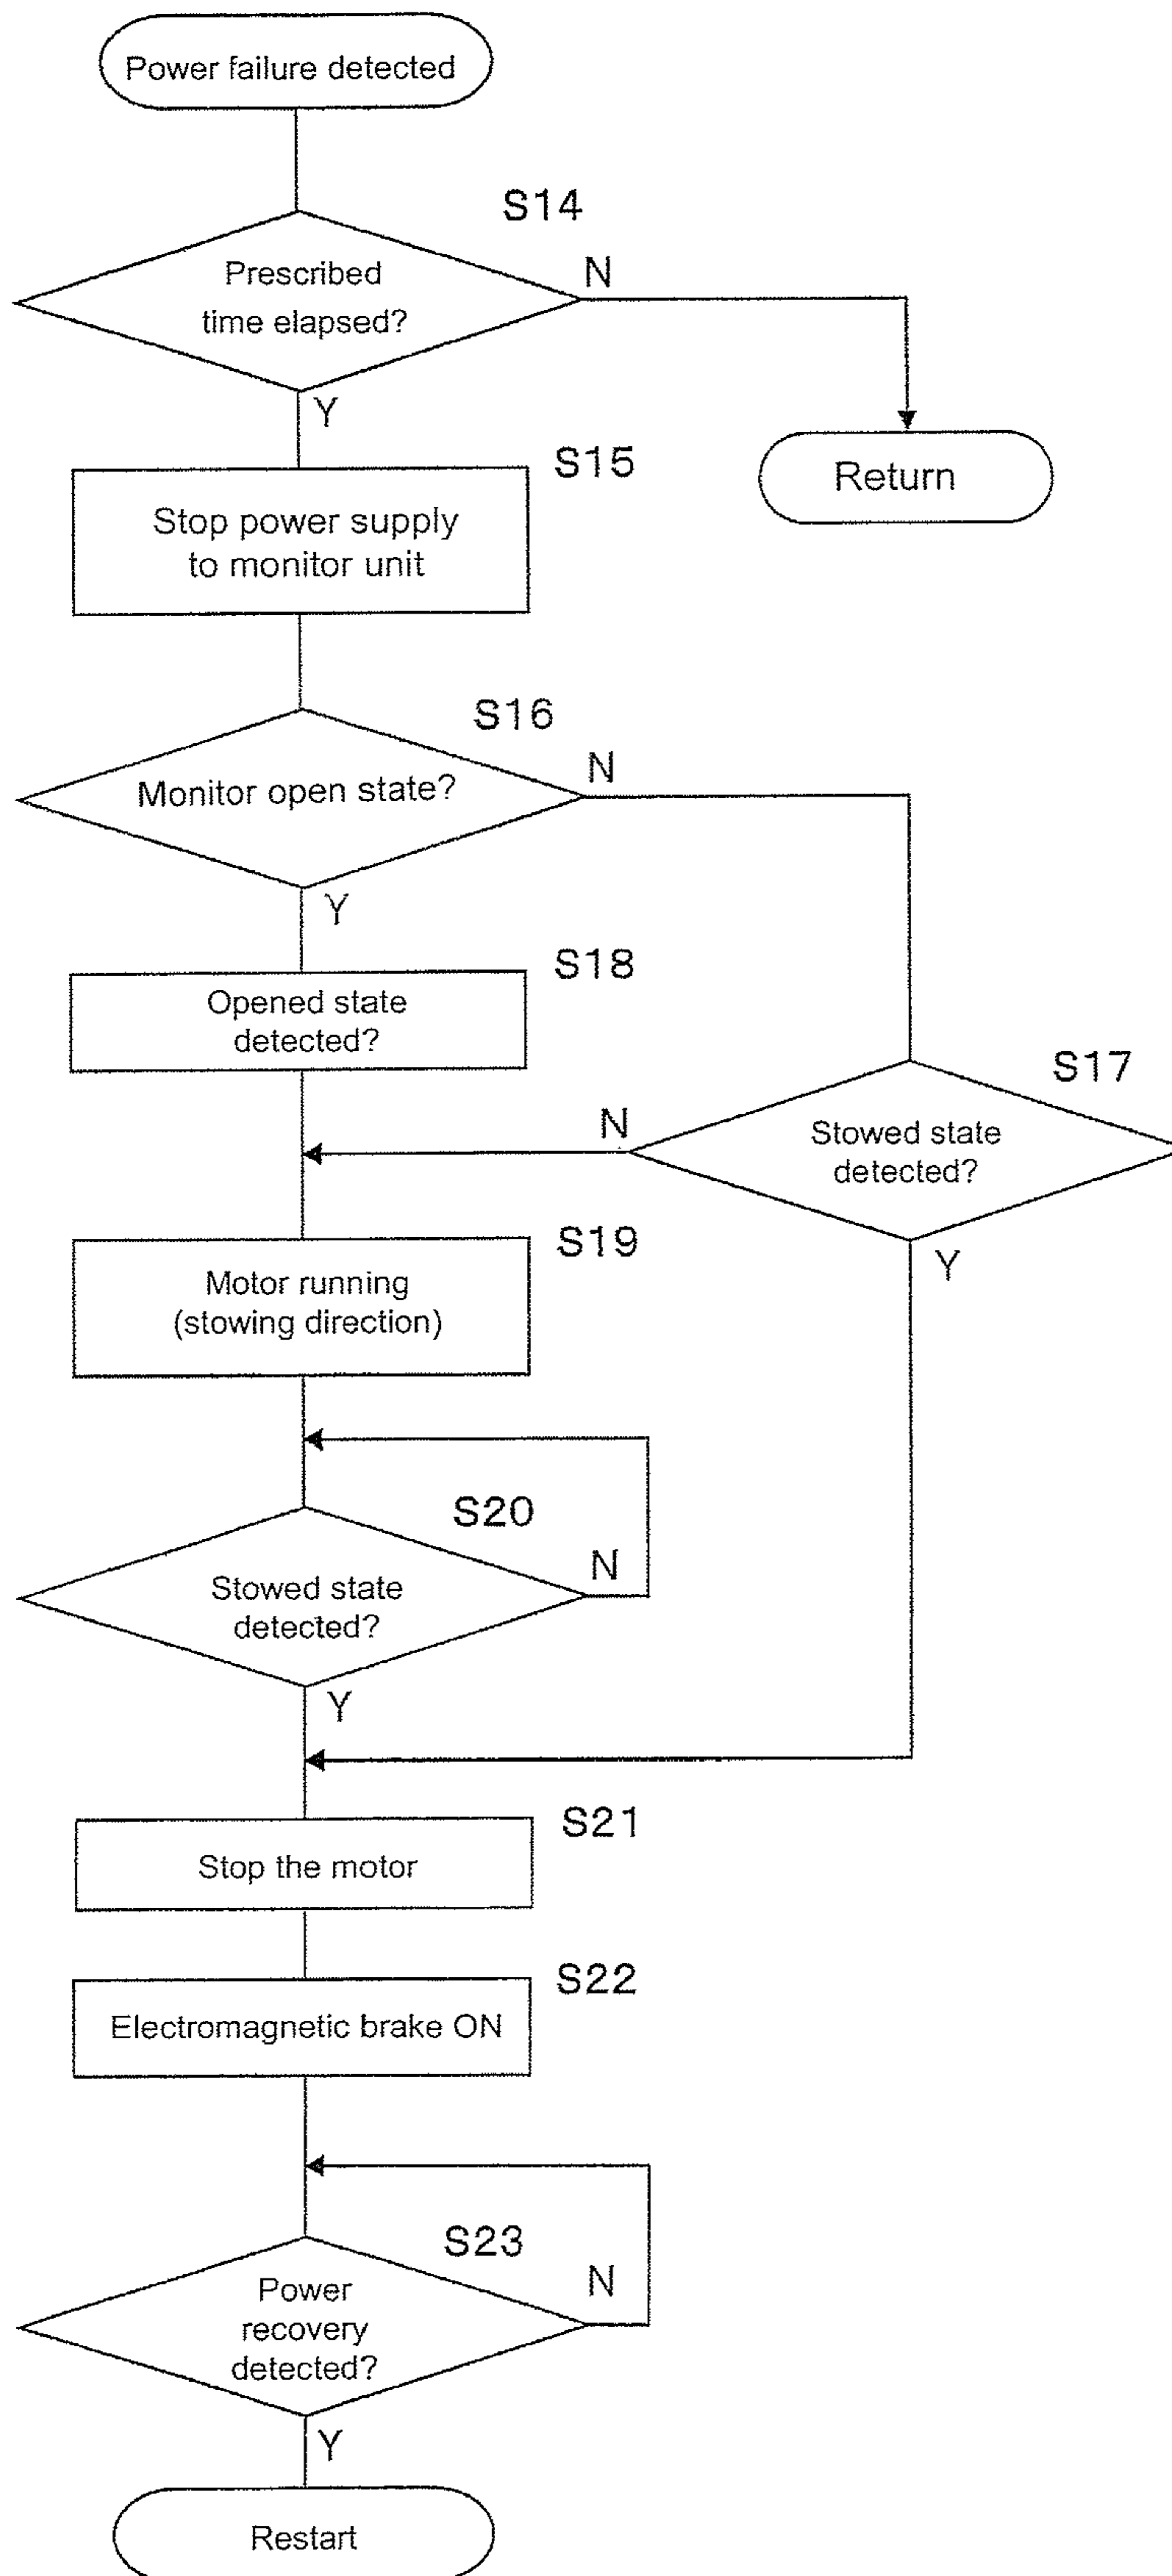 Power failure detected
S14
Prescribed
time elapsed?
N
Y
Return
S15
Stop power supply
to monitor unit
S16
Monitor open state?
N
Y
S18
Opened state
detected?
S17
Stowed state
detected?
N
Y
S19
Motor running
(stowing direction)
S20
Stowed state
detected?
N
Y
S21
Stop the motor
S22
Electromagnetic brake ON
S23
Power
recovery
detected?
N
Y
Restart